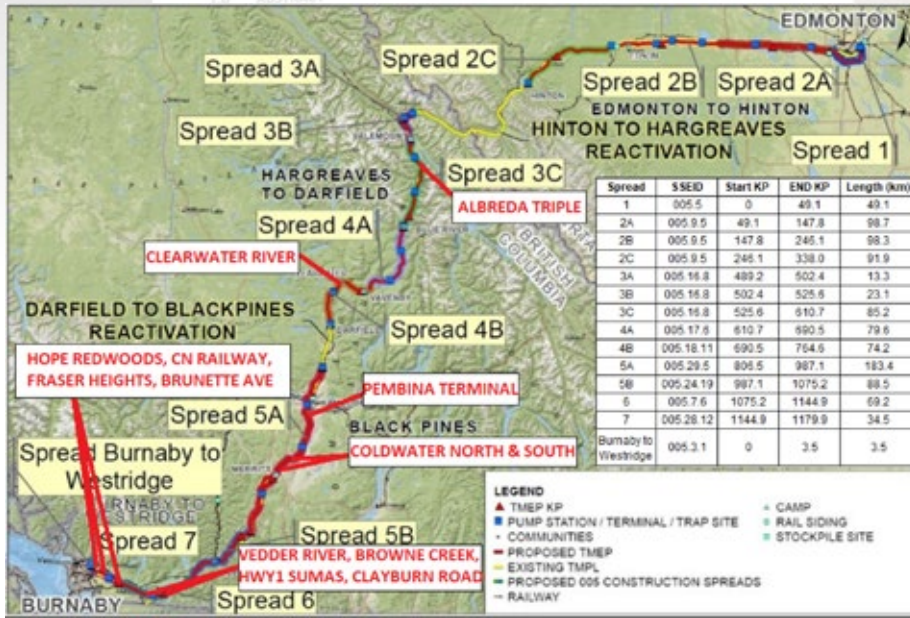 EDMONTON
Spread 2C
Spread 3A
Spread 2B
Spread 2A
HINTON
EDMONTON TO HINTON
Spread 3B
HINTON TO HARGREAVES
REACTIVATION
Spread 1
VALEMOUNT
HARGREAVES
TO DARFIELD
Spread 3C
ALBREDA TRIPLE
Spread 4A
BLUE RIVER
BRITISH
COLUMBIA
CLEARWATER RIVER
VAVENBY
DARFIELD TO BLACKPINES
REACTIVATION
DARFIELD
Spread 4B
HOPE REDWOODS, CN RAILWAY,
FRASER HEIGHTS, BRUNETTE AVE
PEMBINA TERMINAL
Spread 5A
BLACK PINES
COLDWATER NORTH & SOUTH
MERRITT
Spread Burnaby to
Westridge
Spread 7
Spread 5B
VEDDER RIVER, BROWNE CREEK,
HWY1 SUMAS, CLAYBURN ROAD
BURNABY
Spread 6
Spread SSEID Start KP END KP Length (km)
1 005.5 0 49.1 49.1
2A 005.9.5 49.1 147.8 98.7
2B 005.9.5 147.8 246.1 98.3
2C 005.9.5 246.1 338.0 91.9
3A 005.16.8 489.2 502.4 13.3
3B 005.16.8 502.4 525.6 23.1
3C 005.16.8 525.6 610.7 85.2
4A 005.17.6 610.7 690.5 79.6
4B 005.18.11 690.5 764.6 74.2
5A 005.29.5 806.5 987.1 183.4
5B 005.24.19 987.1 1075.2 88.5
6 005.7.6 1075.2 1144.9 69.2
7 005.28.12 1144.9 1179.9 34.5
Burnaby to
Westridge 005.3.1 0 3.5 3.5
LEGEND
TMEP KP
PUMP STATION / TERMINAL / TRAP SITE
COMMUNITIES
PROPOSED TMEP
EXISTING TMPL
PROPOSED 005 CONSTRUCTION SPREADS
RAILWAY
CAMP
RAIL SIDING
STOCKPILE SITE